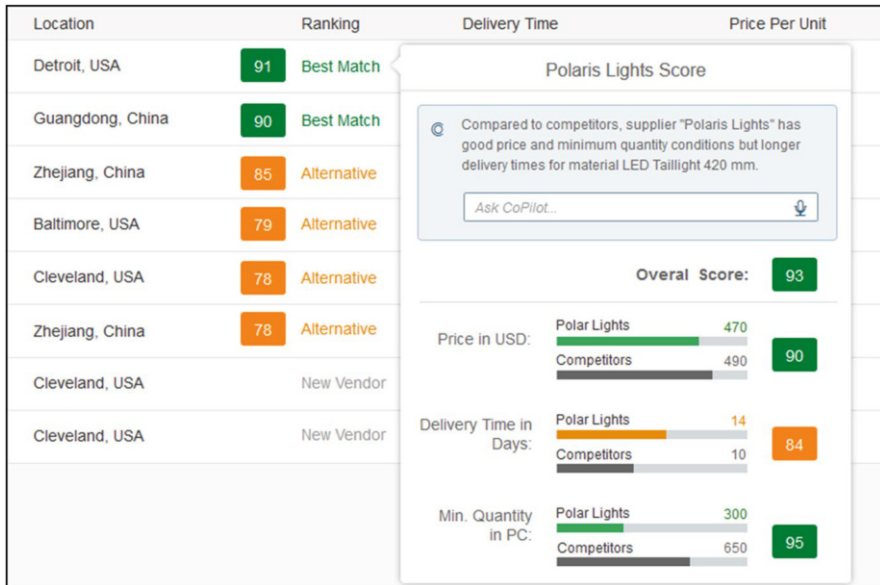 Location Ranking Delivery Time Price Per Unit
Detroit, USA 91 Best Match
Guangdong, China 90 Best Match
Zhejiang, China 85 Alternative
Baltimore, USA 79 Alternative
Cleveland, USA 78 Alternative
Zhejiang, China 78 Alternative
Cleveland, USA New Vendor
Cleveland, USA New Vendor
Polaris Lights Score
Compared to competitors, supplier "Polaris Lights" has
good price and minimum quantity conditions but longer
delivery times for material LED Taillight 420 mm.
Ask CoPilot...
Overal Score: 93
Price in USD:
Polar Lights 470
Competitors 490
90
Delivery Time in
Days:
Polar Lights 14
Competitors 10
84
Min. Quantity
in PC:
Polar Lights 300
Competitors 650
95